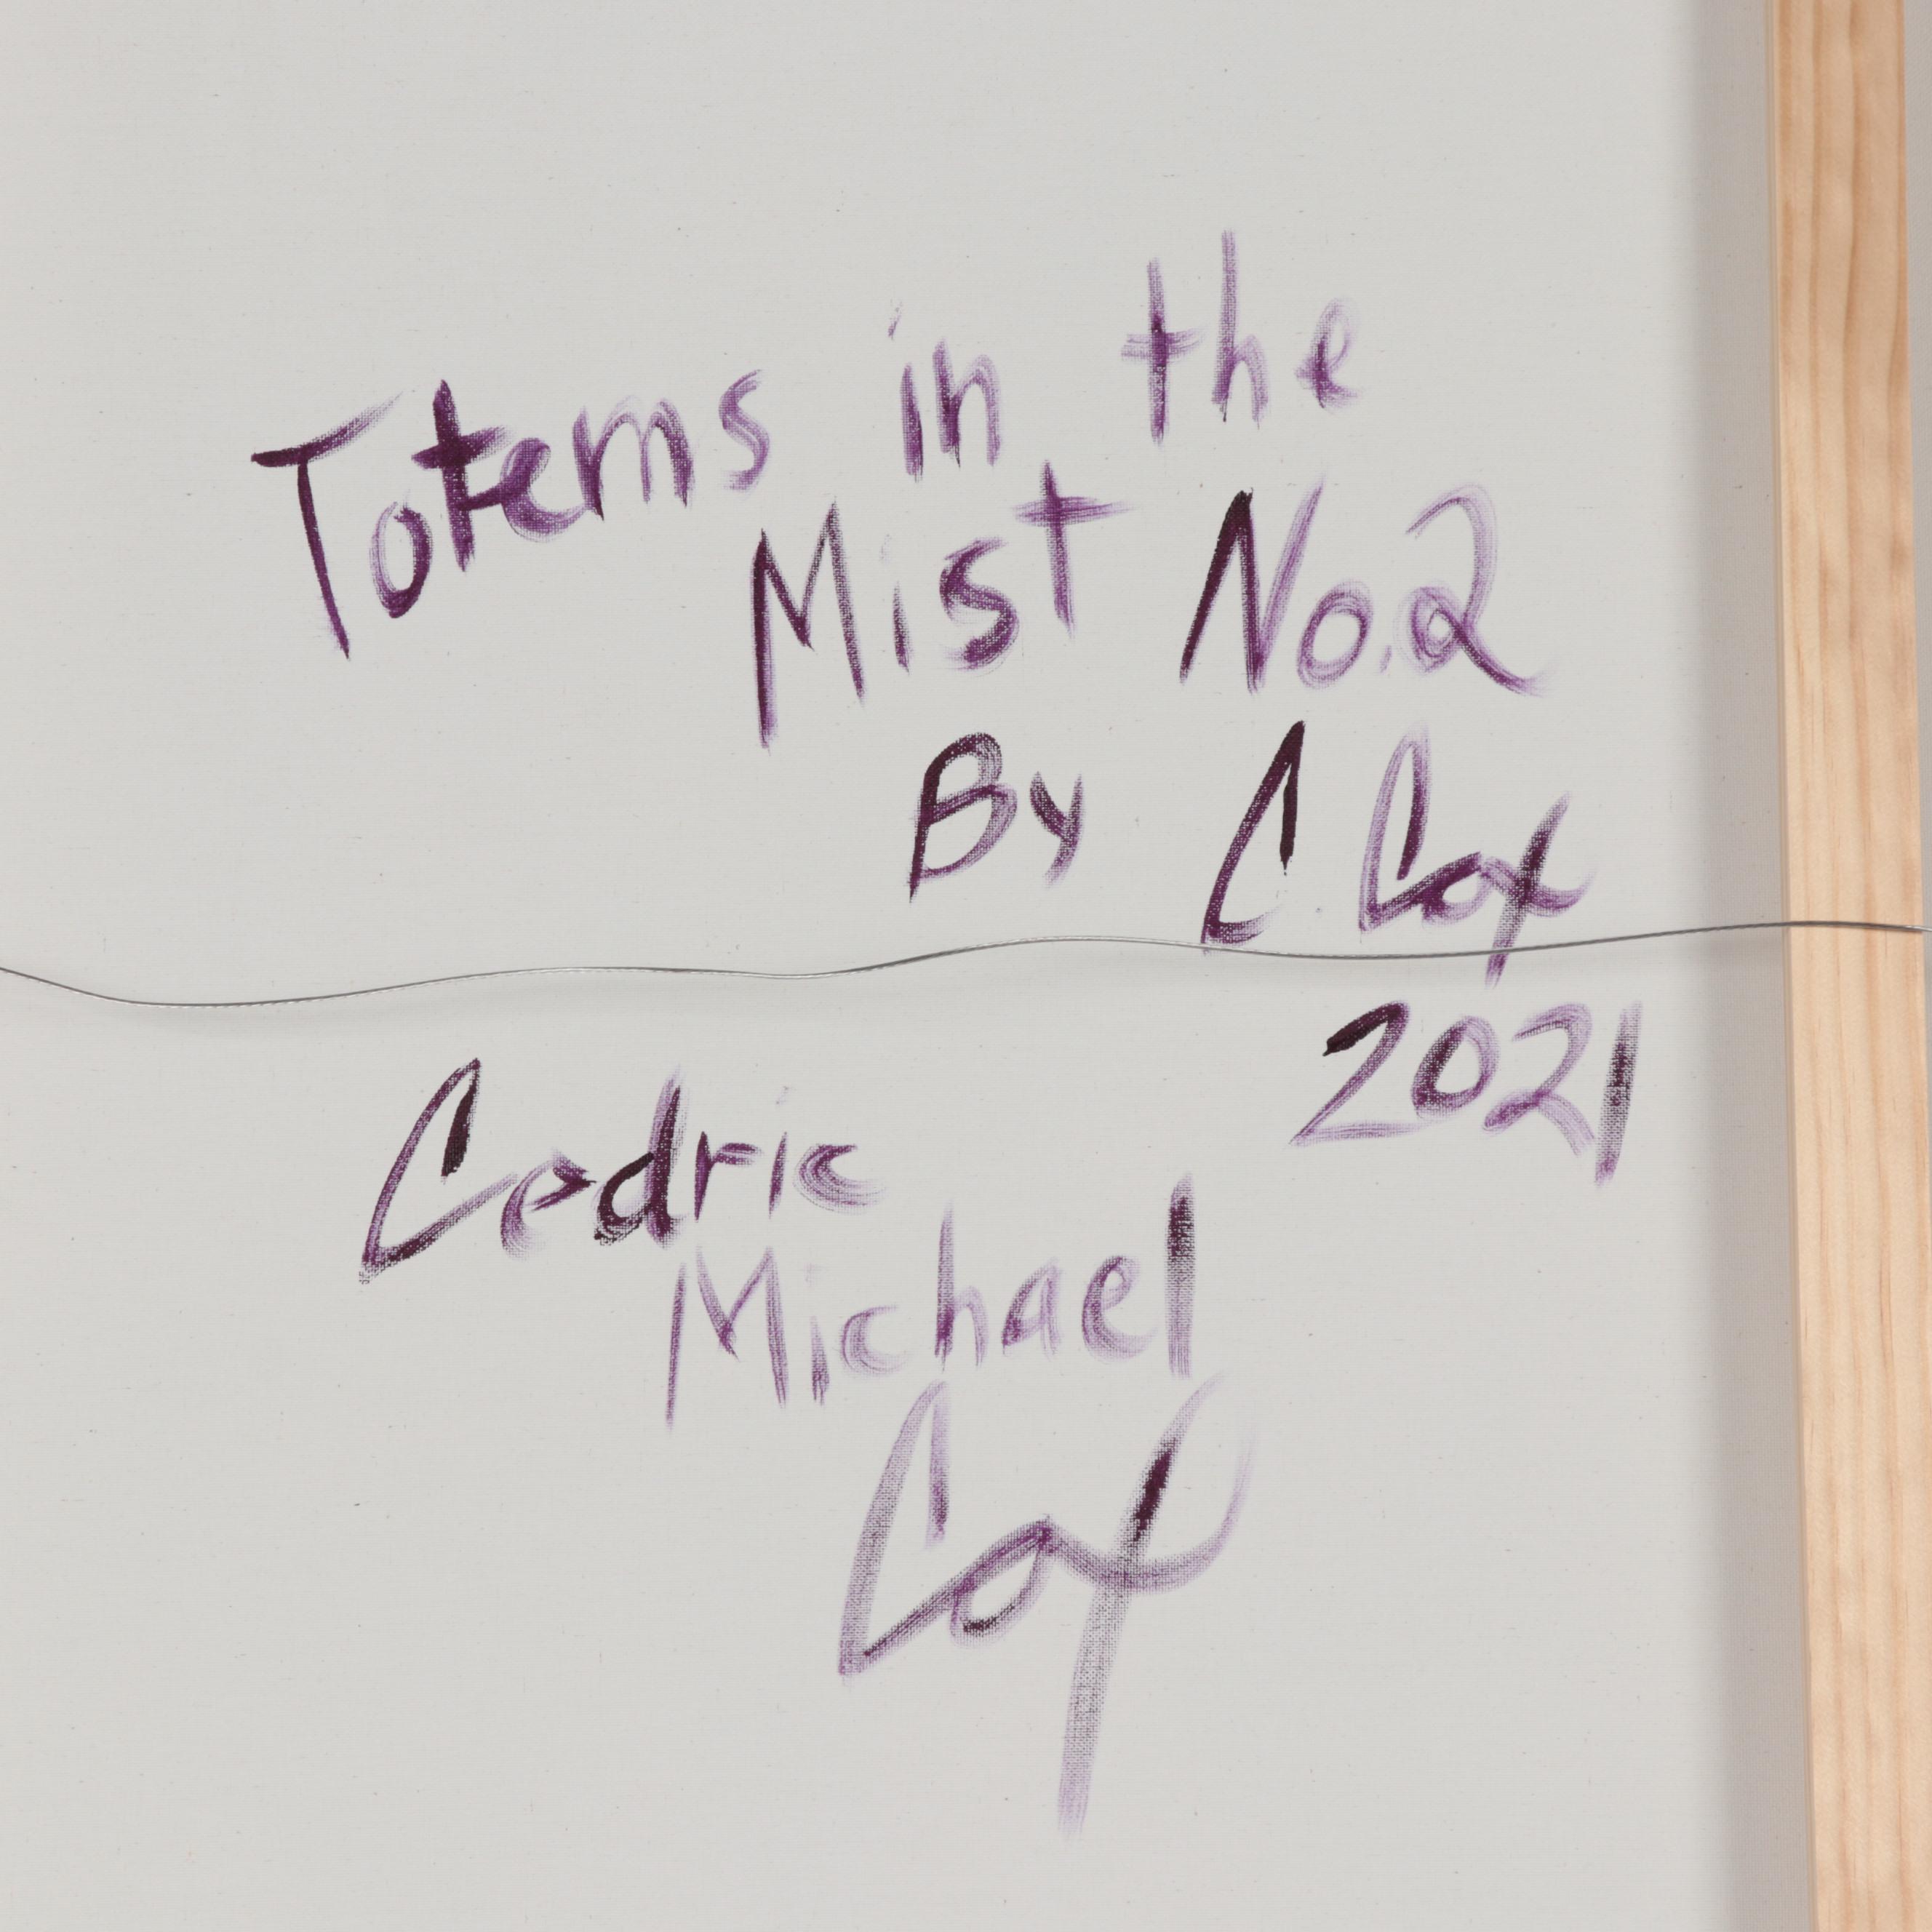 Totems in the
Mist No.2
By C Cox
2021
Cedric
Michael
Cox